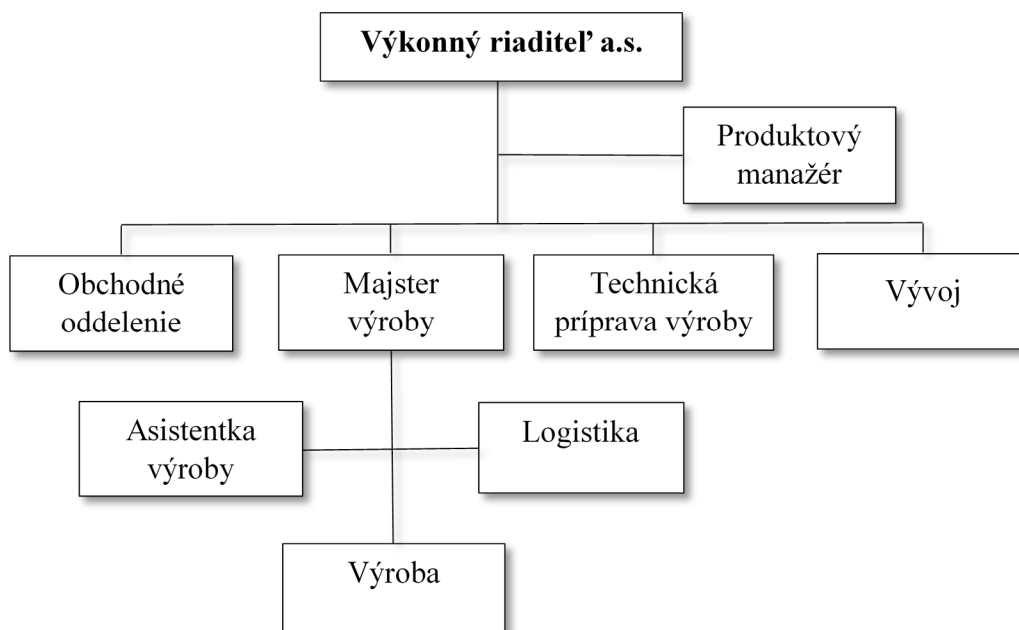 Výkonný riaditeľ a.s.
Produktový
manažér
Obchodné
oddelenie
Majster
výroby
Technická
príprava výroby
Vývoj
Asistentka
výroby
Logistika
Výroba